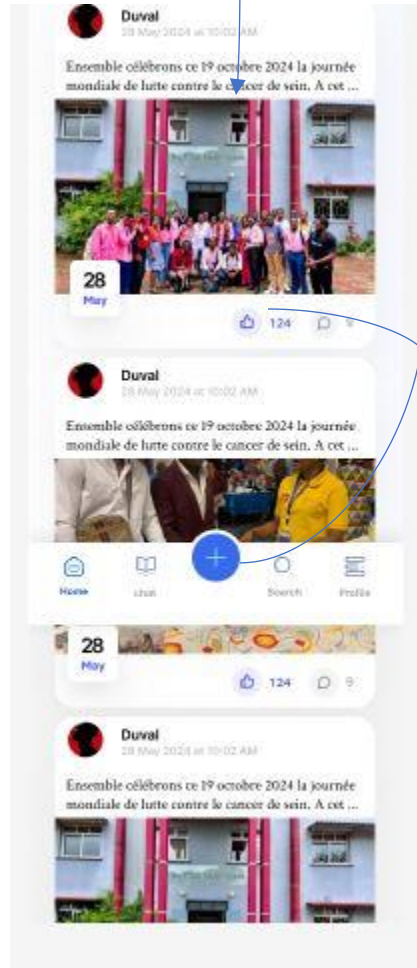 Duval
28 May 2024 at 10:02 AM
Ensemble célébrons ce 19 octobre 2024 la journée
mondiale de lutte contre le cancer de sein. A cet ...
28
May
124
9
Duval
28 May 2024 at 10:02 AM
Ensemble célébrons ce 19 octobre 2024 la journée
mondiale de lutte contre le cancer de sein. A cet ...
Home
chat
Search
Profile
28
May
124
9
Duval
28 May 2024 at 10:02 AM
Ensemble célébrons ce 19 octobre 2024 la journée
mondiale de lutte contre le cancer de sein. A cet ...